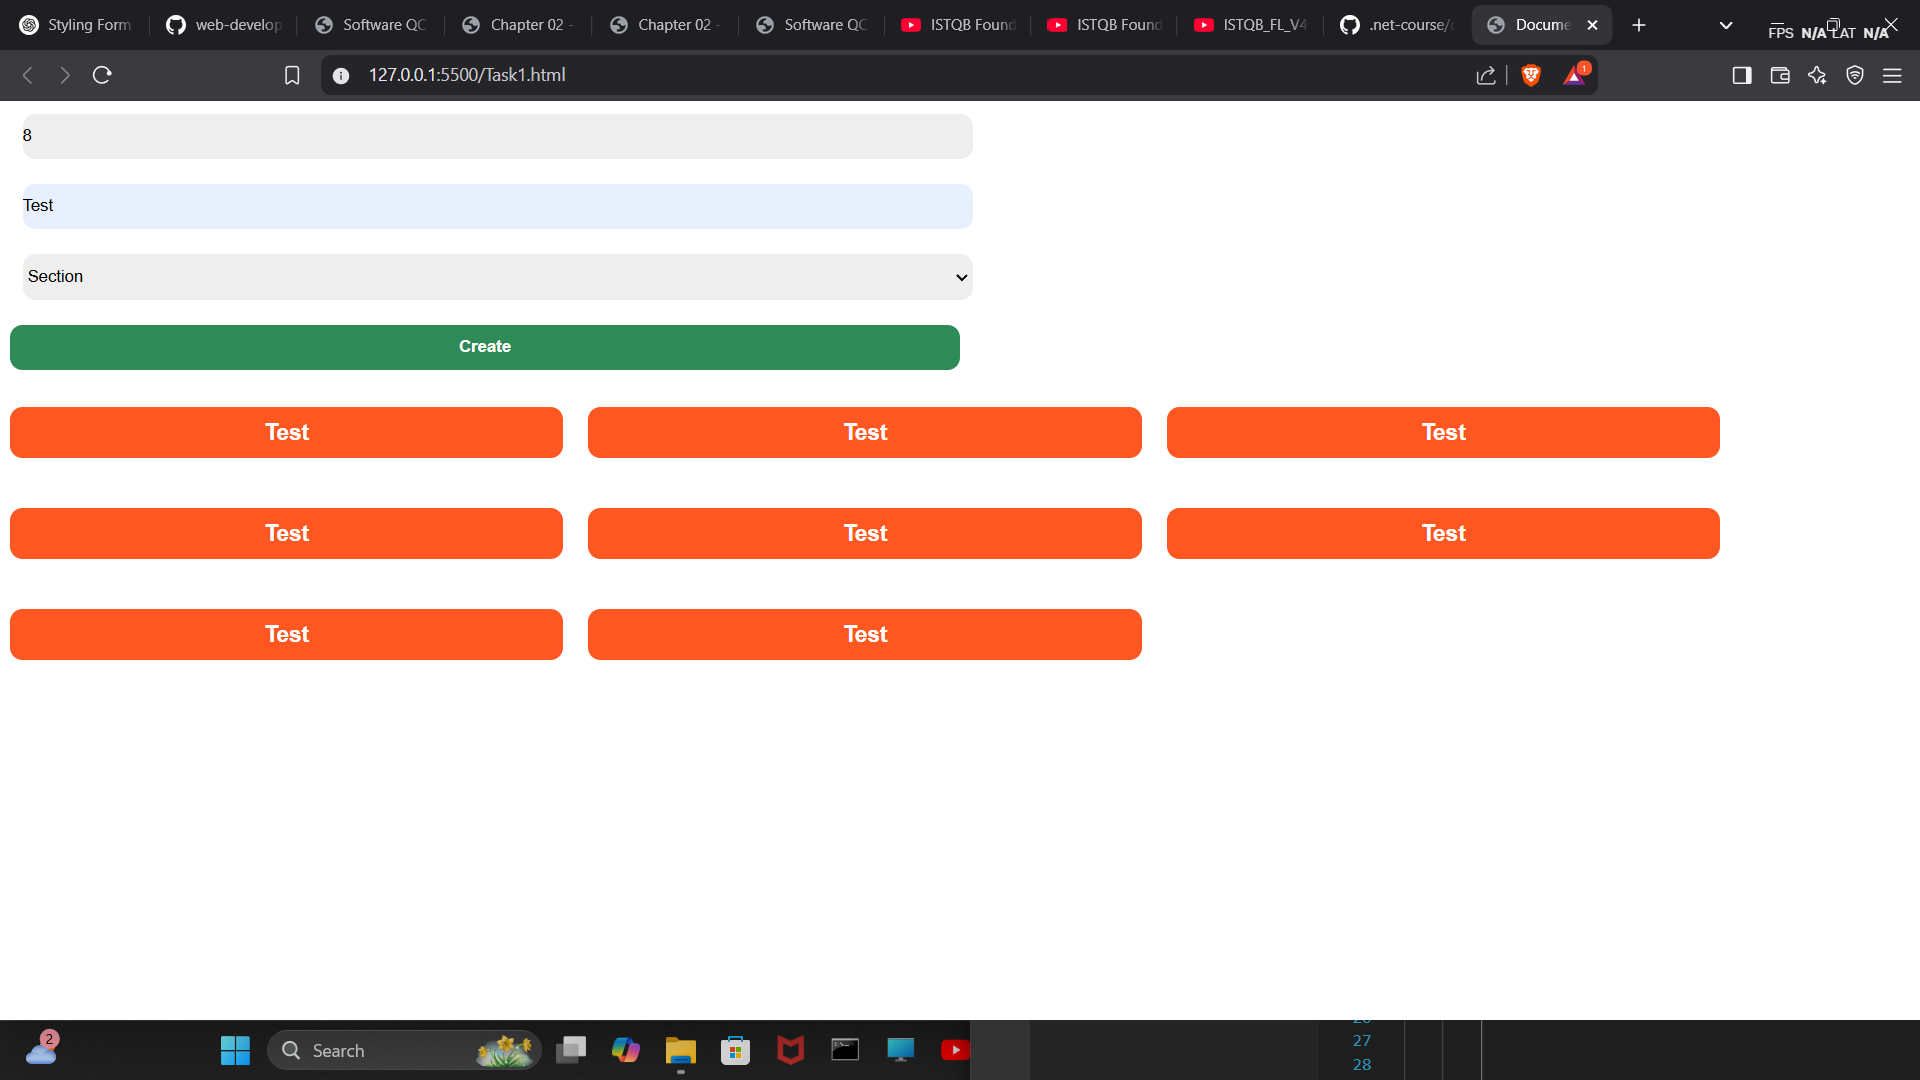 Styling Form web-develop Software QC Chapter 02 - Chapter 02 - Software QC ISTQB Found ISTQB Found ISTQB_FL_V4 .net-course/c Docume
FPS N/A LAT N/A
127.0.0.1:5500/Task1.html 1
8
Test
Section
Create
Test Test Test
Test Test Test
Test Test
2 Search
27
28